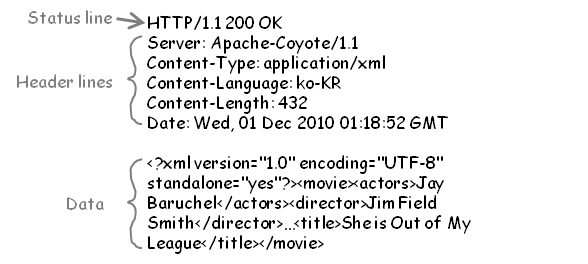 Status line
HTTP/1.1 200 OK
Header lines
Server: Apache-Coyote/1.1
Content-Type: application/xml
Content-Language: ko-KR
Content-Length: 432
Date: Wed, 01 Dec 2010 01:18:52 GMT
Data
<?xml version="1.0" encoding="UTF-8"
standalone="yes"?><movie><actors>Jay
Baruchel</actors><director>Jim Field
Smith</director>...<title>She is Out of My
League</title></movie>